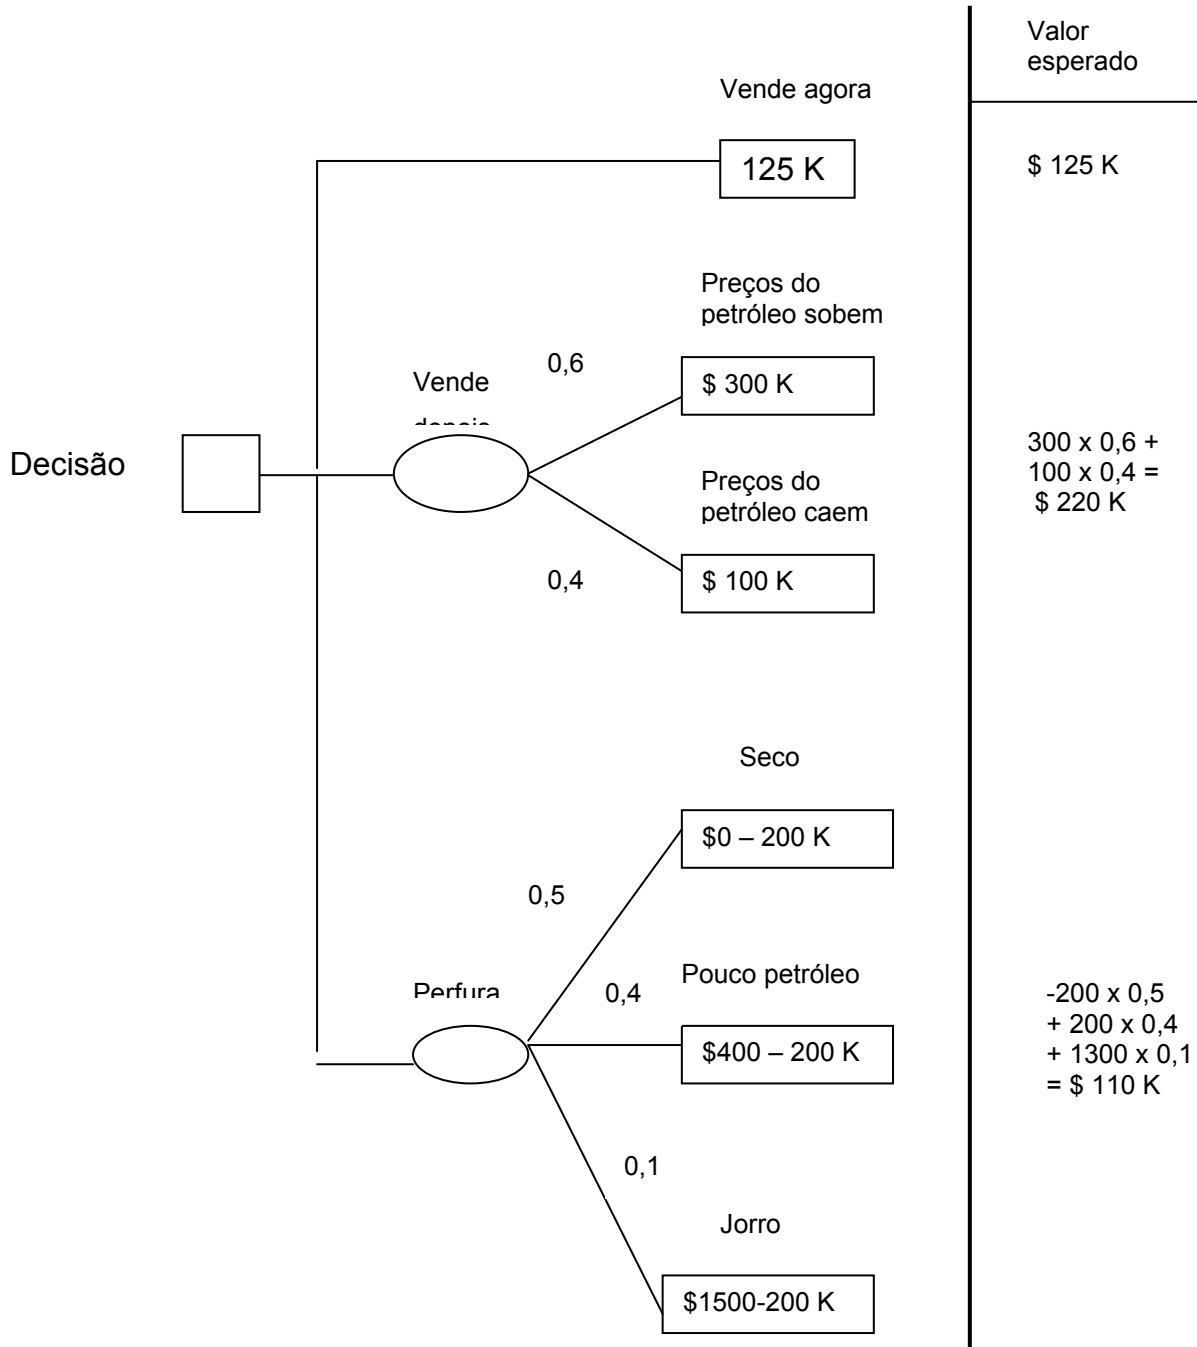 Valor
esperado
Vende agora
125 K
$ 125 K
Preços do
petróleo sobem
0,6
$ 300 K
Vende
Decisão
300 x 0,6 +
100 x 0,4 =
$ 220 K
Preços do
petróleo caem
0,4
$ 100 K
Seco
$0 – 200 K
0,5
Pouco petróleo
Perfura
0,4
$400 – 200 K
-200 x 0,5
+ 200 x 0,4
+ 1300 x 0,1
= $ 110 K
0,1
Jorro
$1500-200 K